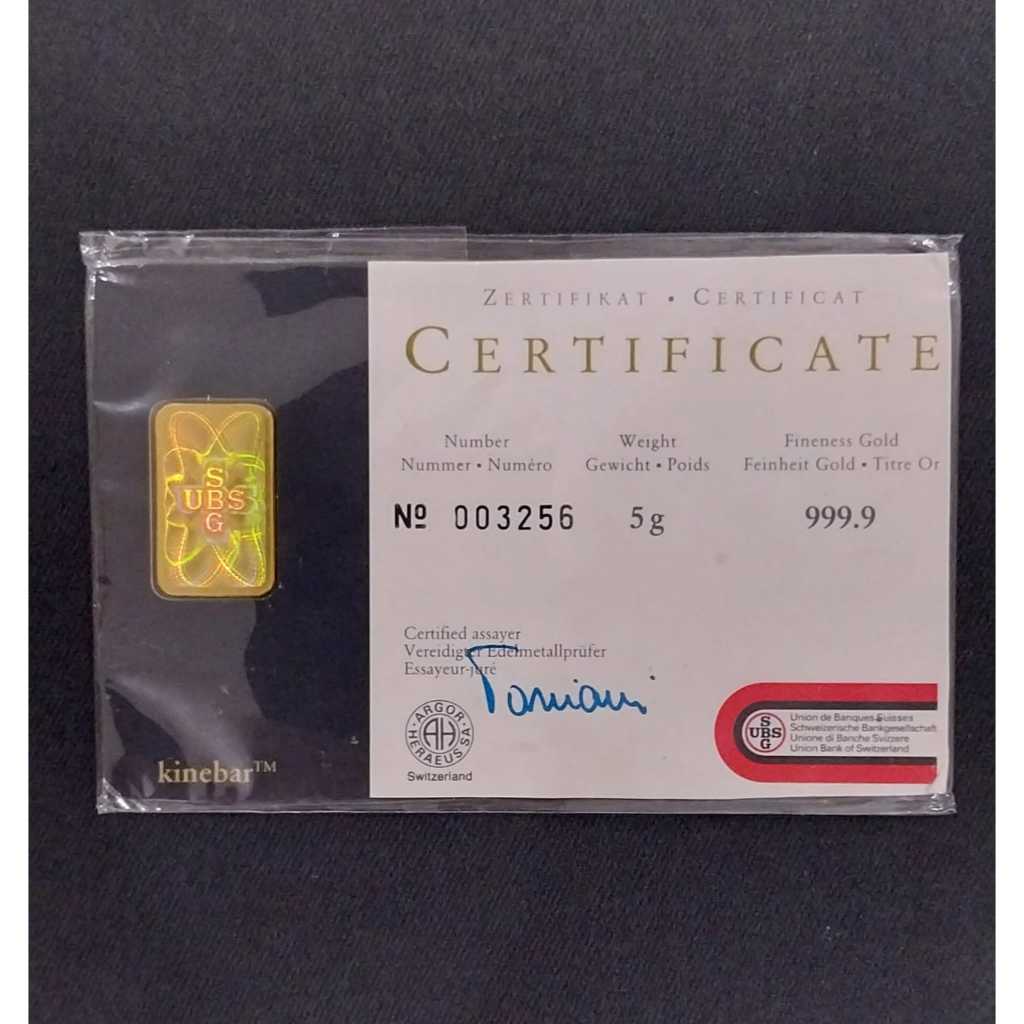 ZERTIFIKAT • CERTIFICAT
CERTIFICATE
Number
Nummer • Numéro
Weight
Gewicht • Poids
Fineness Gold
Feinheit Gold • Titre Or
Nº 003256
5 g
999.9
S
UBS
G
Certified assayer
Vereidigter Edelmetallprüfer
Essayeur-juré
ARGOR
AH
HERAEUS SA
Switzerland
S
UBS
G
Union de Banques Suisses
Schweizerische Bankgesellschaft
Unione di Banche Svizzere
Union Bank of Switzerland
kinebar™